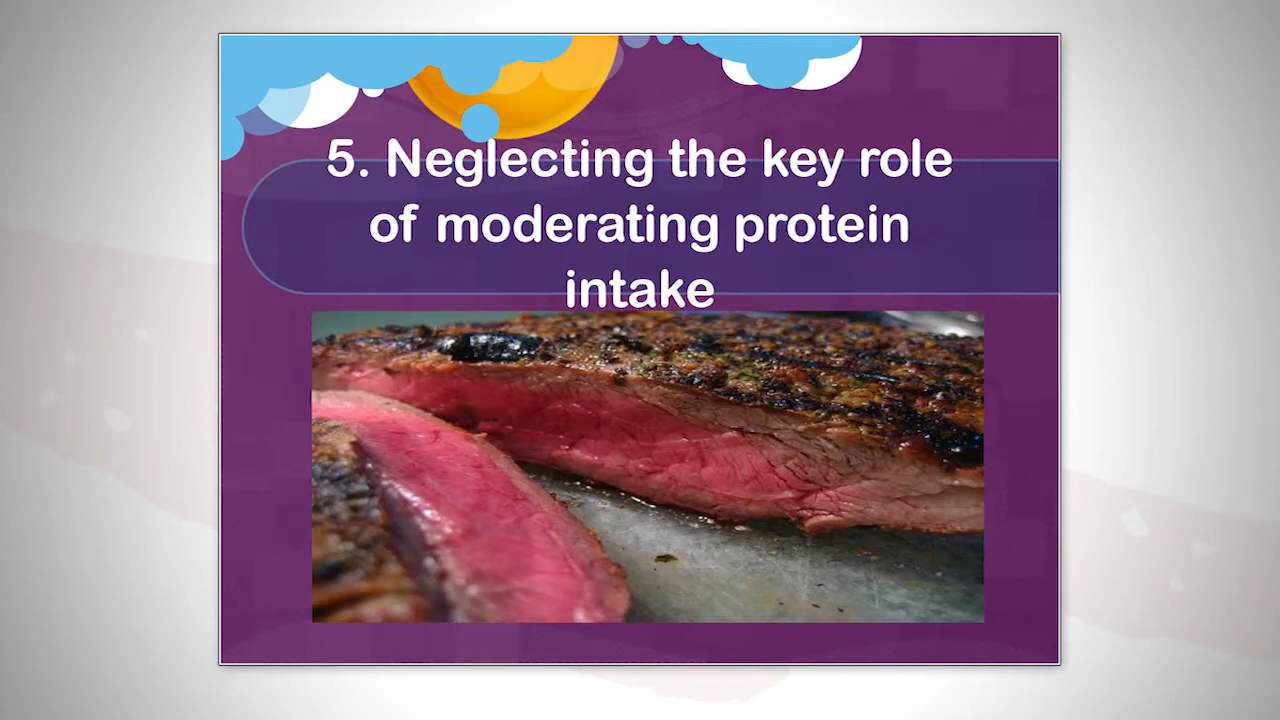 5. Neglecting the key role
of moderating protein
intake